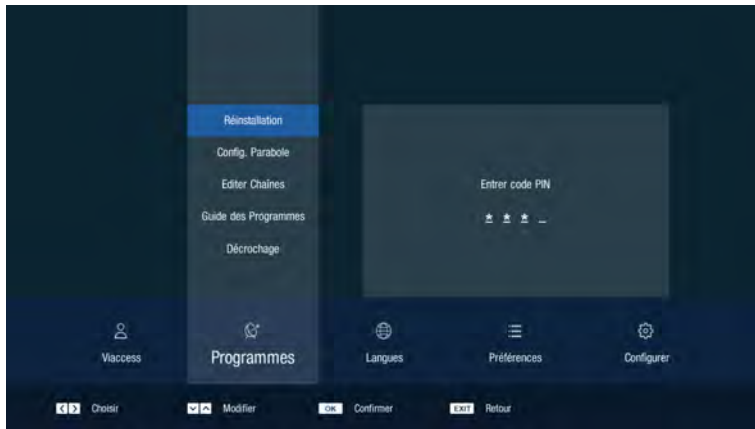 Réinstallation
Config. Parabole
Editer Chaînes
Guide des Programmes
Décrochage
Entrer code PIN
* * * _
Viaccess
Programmes
Langues
Préférences
Configurer
< > Choisir
Modifier
OK Confirmer
EXIT Retour